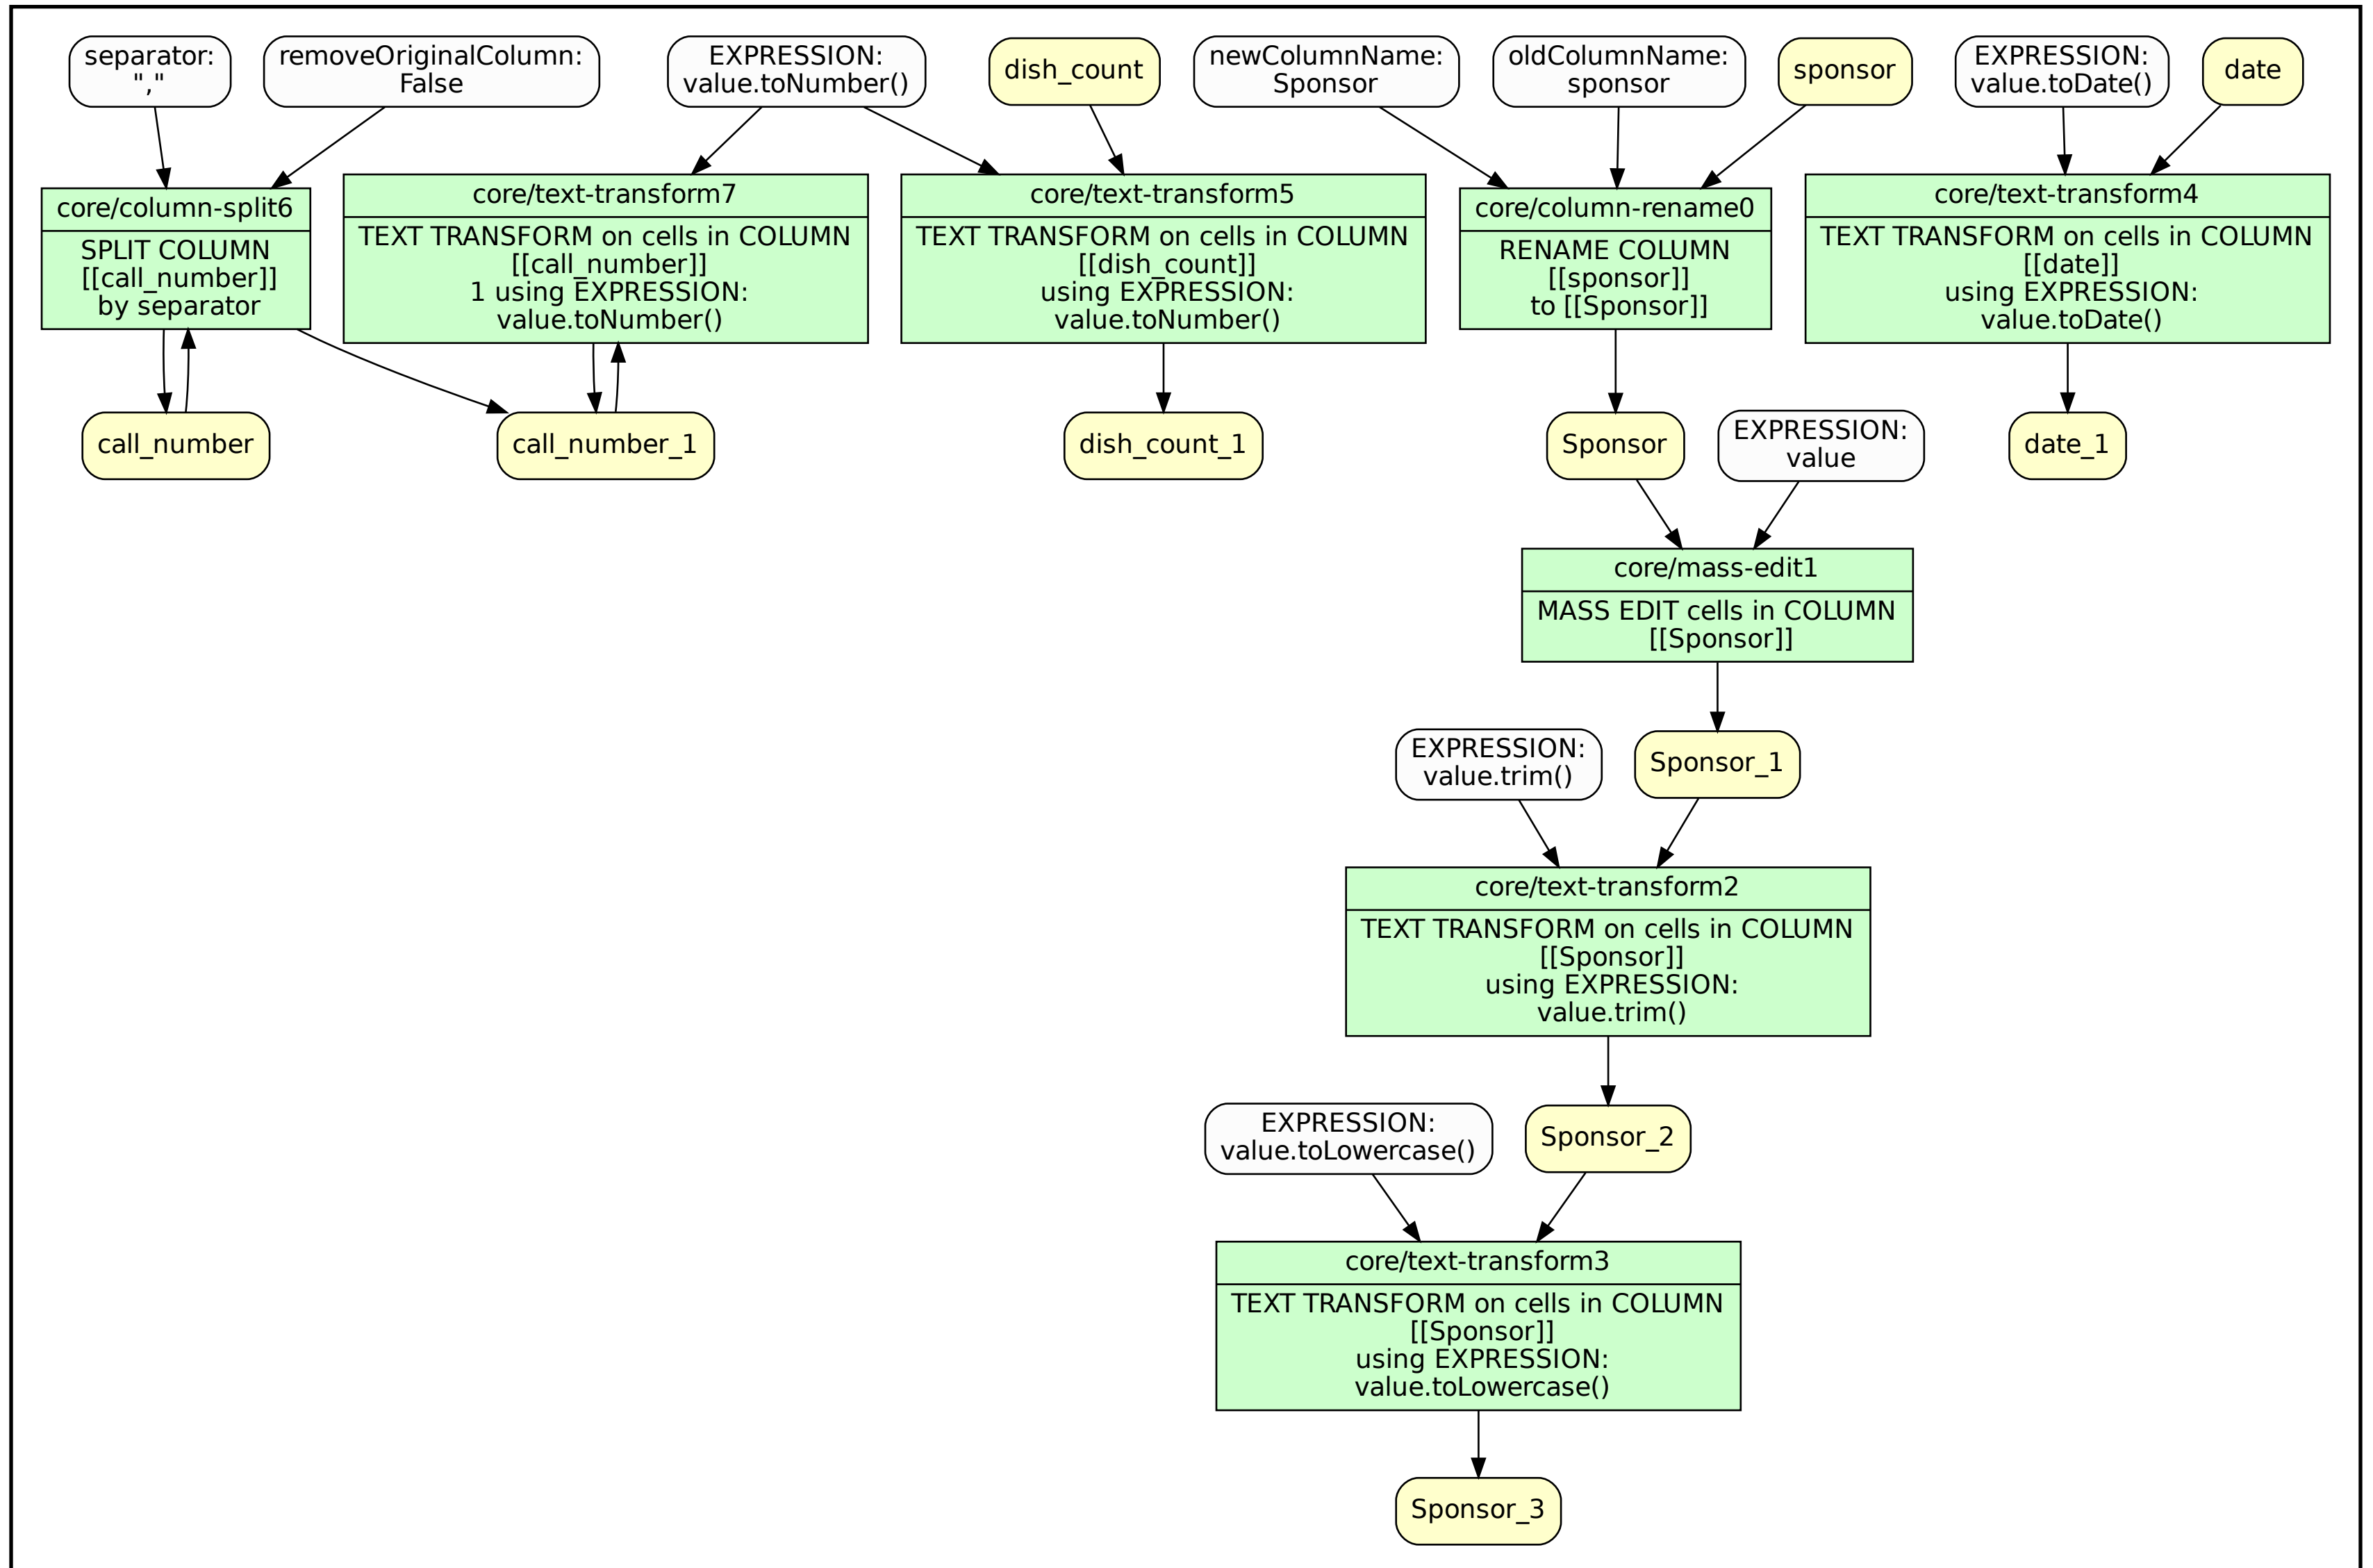 separator:
","
removeOriginalColumn:
False
EXPRESSION:
value.toNumber()
dish_count
newColumnName:
Sponsor
oldColumnName:
sponsor
sponsor
EXPRESSION:
value.toDate()
date
core/column-split6
SPLIT COLUMN
[[call_number]]
by separator
core/text-transform7
TEXT TRANSFORM on cells in COLUMN
[[call_number]]
1 using EXPRESSION:
value.toNumber()
core/text-transform5
TEXT TRANSFORM on cells in COLUMN
[[dish_count]]
using EXPRESSION:
value.toNumber()
core/column-rename0
RENAME COLUMN
[[sponsor]]
to [[Sponsor]]
core/text-transform4
TEXT TRANSFORM on cells in COLUMN
[[date]]
using EXPRESSION:
value.toDate()
call_number
call_number_1
dish_count_1
Sponsor
EXPRESSION:
value
date_1
core/mass-edit1
MASS EDIT cells in COLUMN
[[Sponsor]]
EXPRESSION:
value.trim()
Sponsor_1
core/text-transform2
TEXT TRANSFORM on cells in COLUMN
[[Sponsor]]
using EXPRESSION:
value.trim()
EXPRESSION:
value.toLowercase()
Sponsor_2
core/text-transform3
TEXT TRANSFORM on cells in COLUMN
[[Sponsor]]
using EXPRESSION:
value.toLowercase()
Sponsor_3